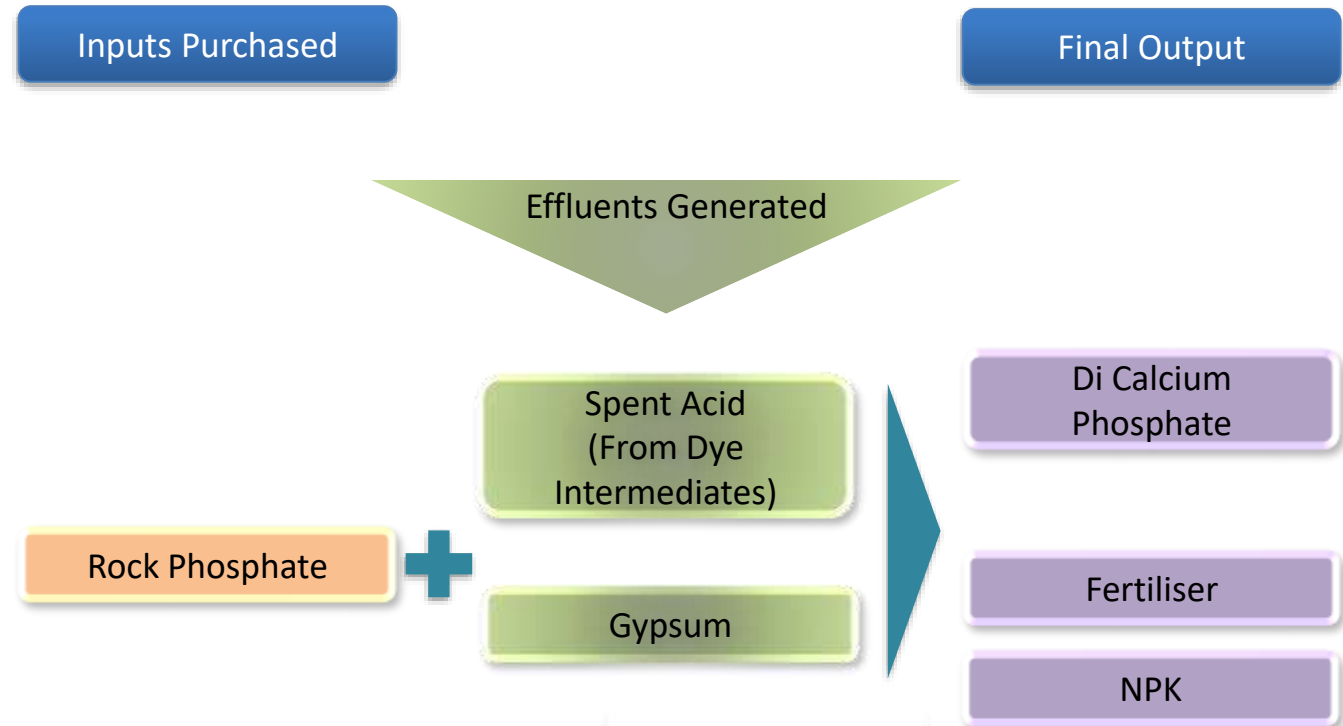 Inputs Purchased
Final Output
Effluents Generated
Spent Acid
(From Dye
Intermediates)
Di Calcium
Phosphate
Rock Phosphate
Gypsum
Fertiliser
NPK